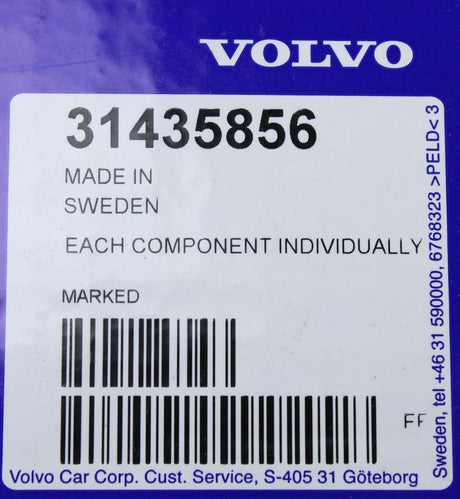 VOLVO
31435856
MADE IN
SWEDEN
EACH COMPONENT INDIVIDUALLY
MARKED
Volvo Car Corp. Cust. Service, S-405 31 Göteborg
Sweden, tel +46 31 590000, 6768323 >PELD< 3